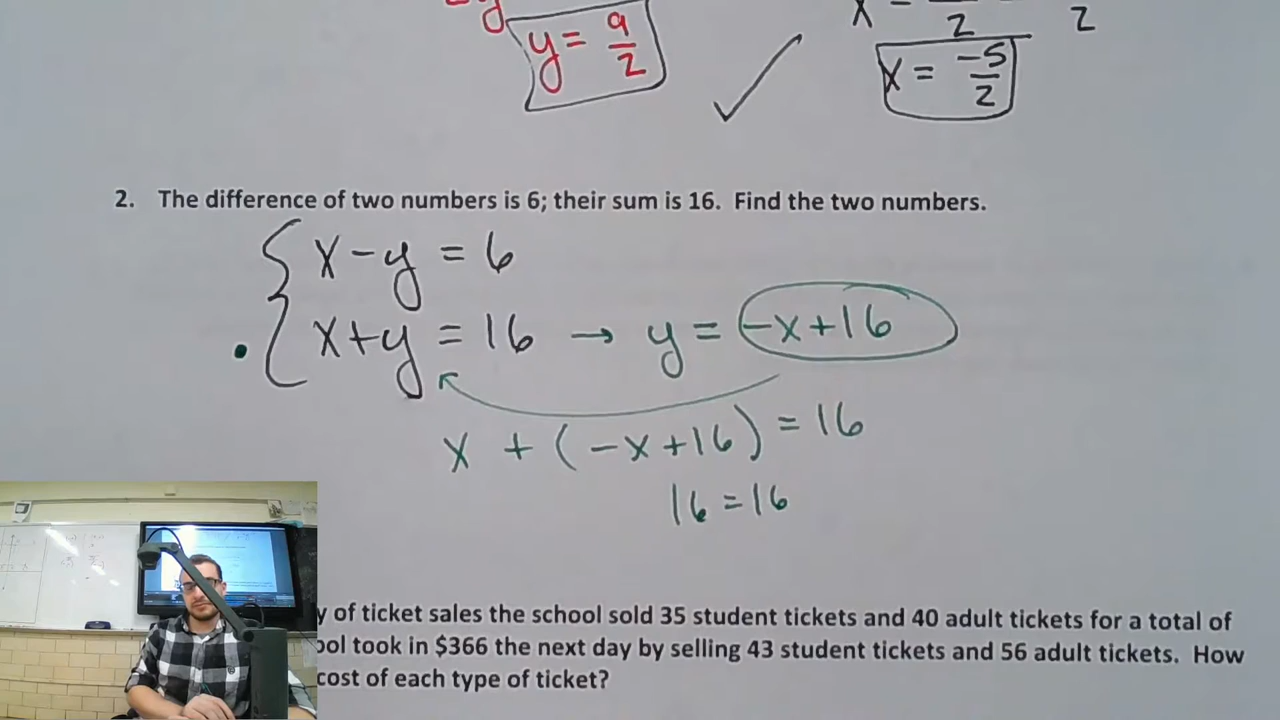 y = 9/2
x = -5/2
2. The difference of two numbers is 6; their sum is 16. Find the two numbers.
x - y = 6
x + y = 16 → y = -x + 16
x + (-x + 16) = 16
16 = 16
y of ticket sales the school sold 35 student tickets and 40 adult tickets for a total of
ool took in $366 the next day by selling 43 student tickets and 56 adult tickets. How
cost of each type of ticket?